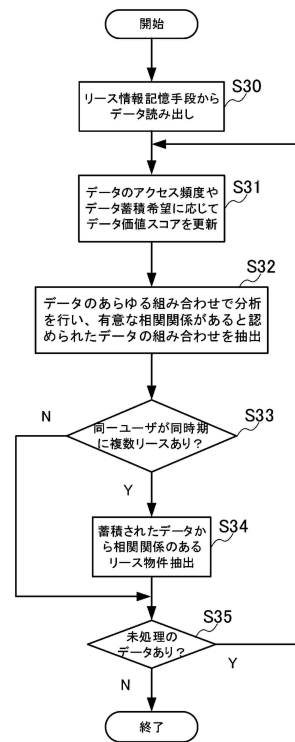 開始
S30
リース情報記憶手段から
データ読み出し
S31
データのアクセス頻度や
データ蓄積希望に応じて
データ価値スコアを更新
S32
データのあらゆる組み合わせで分析
を行い、有意な相関関係があると認
められたデータの組み合わせを抽出
N
S33
同一ユーザが同時期
に複数リースあり？
Y
S34
蓄積されたデータから
相関関係のある
リース物件抽出
S35
未処理の
データあり？
Y
N
終了